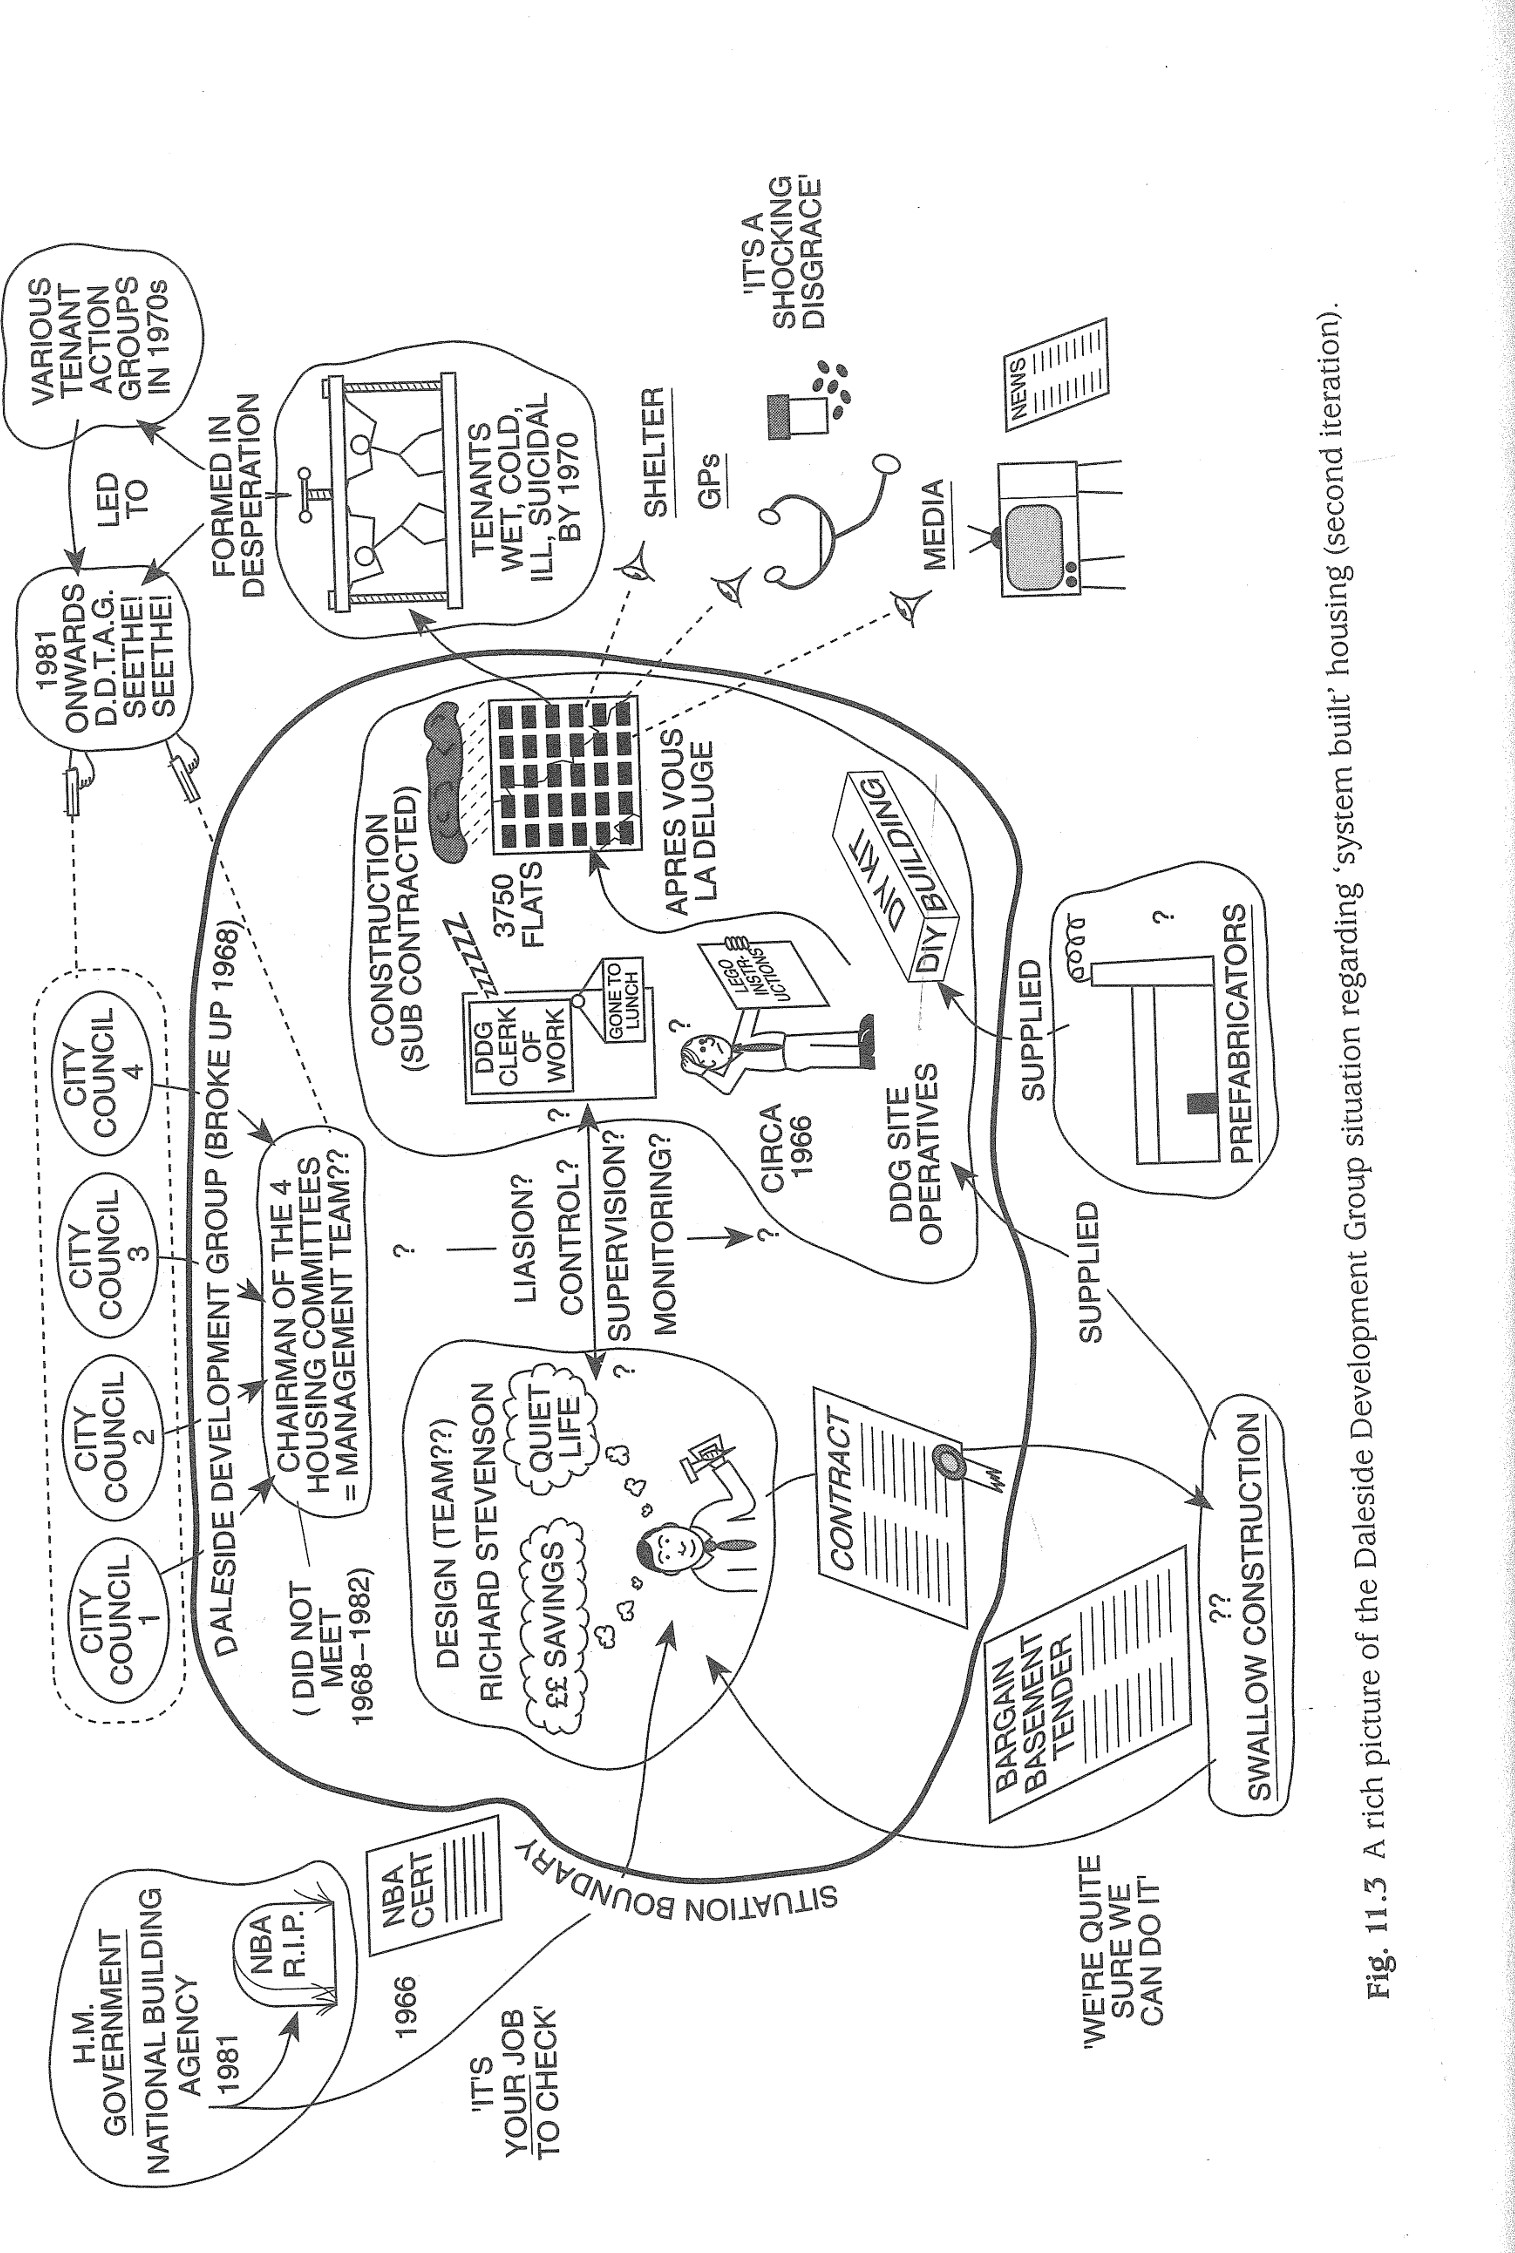 H.M.
GOVERNMENT
NATIONAL BUILDING
AGENCY
1981
NBA
R.I.P.
1966
NBA
CERT
'IT'S
YOUR JOB
TO CHECK'
SITUATION BOUNDARY
CITY
COUNCIL
1
CITY
COUNCIL
2
CITY
COUNCIL
3
CITY
COUNCIL
4
1981
ONWARDS
D.D.T.A.G.
SEETHE!
SEETHE!
LED
TO
VARIOUS
TENANT
ACTION
GROUPS
IN 1970s
FORMED IN
DESPERATION
DALESIDE DEVELOPMENT GROUP (BROKE UP 1968)
CHAIRMAN OF THE 4
HOUSING COMMITTEES
= MANAGEMENT TEAM??
(DID NOT
MEET
1968–1982)
?
DESIGN (TEAM??)
RICHARD STEVENSON
££ SAVINGS
QUIET
LIFE
?
LIASION?
CONTROL?
SUPERVISION?
MONITORING?
?
?
CONSTRUCTION
(SUB CONTRACTED)
DDG
CLERK
OF
WORK
ZZZZZZ
GONE TO
LUNCH
3750
FLATS
APRES VOUS
LA DELUGE
CIRCA
1966
?
LEGO
INSTR-
UCTIONS
DDG SITE
OPERATIVES
DIY KIT
DIY BUILDING
TENANTS
WET, COLD,
ILL, SUICIDAL
BY 1970
SHELTER
GPs
MEDIA
'IT'S A
SHOCKING
DISGRACE'
NEWS
CONTRACT
BARGAIN
BASEMENT
TENDER
'WE'RE QUITE
SURE WE
CAN DO IT'
??
SWALLOW CONSTRUCTION
SUPPLIED
SUPPLIED
?
PREFABRICATORS
Fig. 11.3 A rich picture of the Daleside Development Group situation regarding 'system built' housing (second iteration).